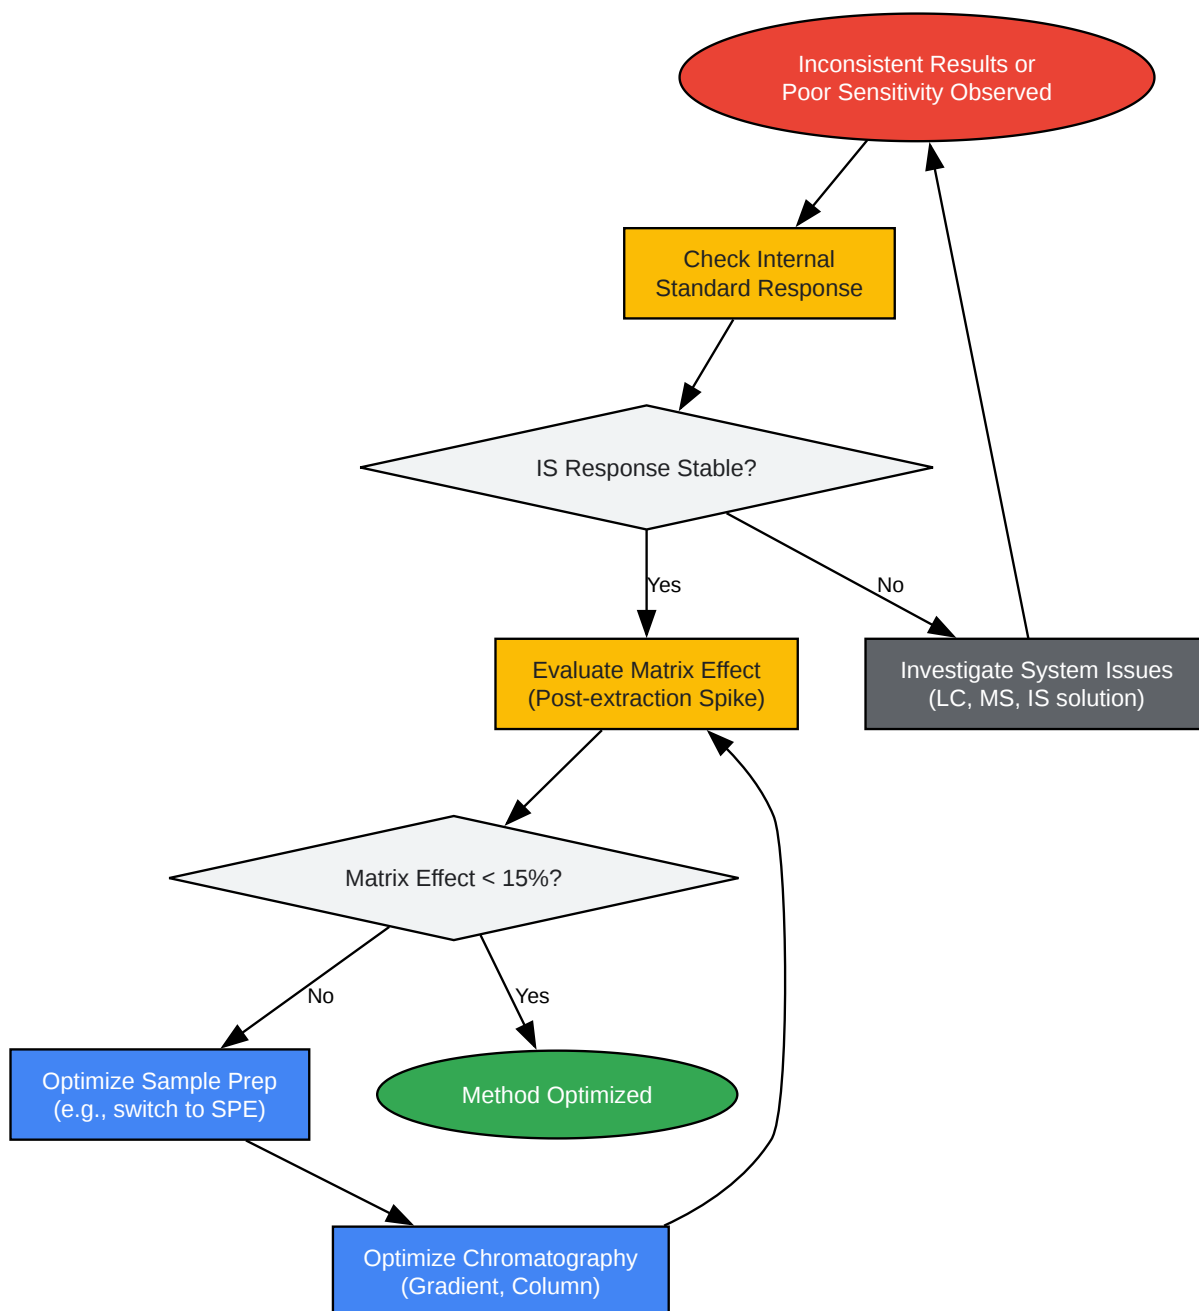 Inconsistent Results or
Poor Sensitivity Observed
Check Internal
Standard Response
IS Response Stable?
Yes
No
Evaluate Matrix Effect
(Post-extraction Spike)
Investigate System Issues
(LC, MS, IS solution)
Matrix Effect < 15%?
No
Yes
Optimize Sample Prep
(e.g., switch to SPE)
Method Optimized
Optimize Chromatography
(Gradient, Column)